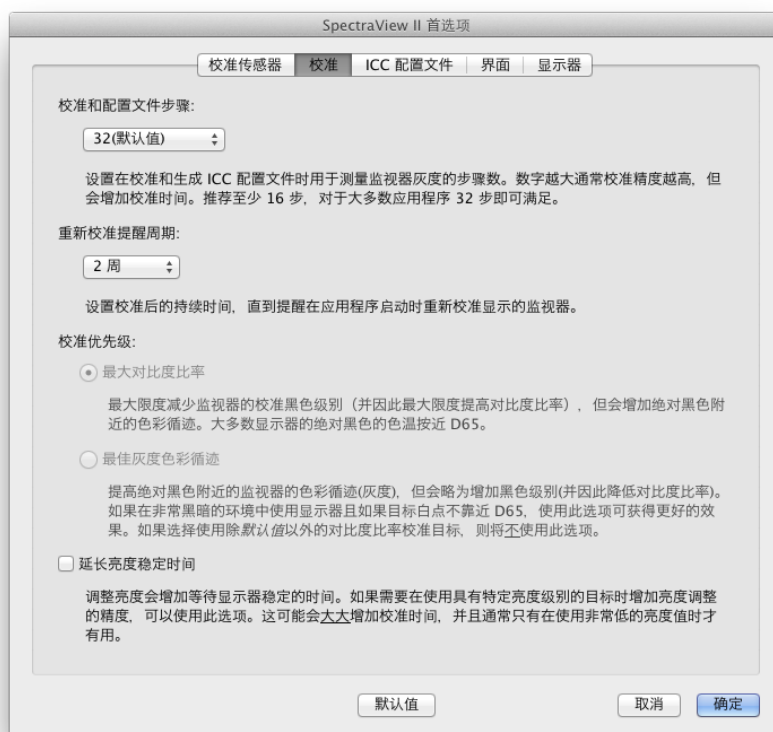 SpectraView II 首选项
校准传感器 校准 ICC 配置文件 界面 显示器
校准和配置文件步骤:
32(默认值)
设置在校准和生成 ICC 配置文件时用于测量监视器灰度的步骤数。数字越大通常校准精度越高，但
会增加校准时间。推荐至少 16 步，对于大多数应用程序 32 步即可满足。
重新校准提醒周期:
2 周
设置校准后的持续时间，直到提醒在应用程序启动时重新校准显示的监视器。
校准优先级:
最大对比度比率
最大限度减少监视器的校准黑色级别（并因此最大限度提高对比度比率），但会增加绝对黑色附
近的色彩循迹。大多数显示器的绝对黑色的色温按近 D65。
最佳灰度色彩循迹
提高绝对黑色附近的监视器的色彩循迹(灰度)，但会略为增加黑色级别(并因此降低对比度比率)。
如果在非常黑暗的环境中使用显示器且如果目标白点不靠近 D65，使用此选项可获得更好的效
果。如果选择使用除默认值以外的对比度比率校准目标，则将不使用此选项。
延长亮度稳定时间
调整亮度会增加等待显示器稳定的时间。如果需要在使用具有特定亮度级别的目标时增加亮度调整
的精度，可以使用此选项。这可能会大大增加校准时间，并且通常只有在使用非常低的亮度值时才
有用。
默认值 取消 确定